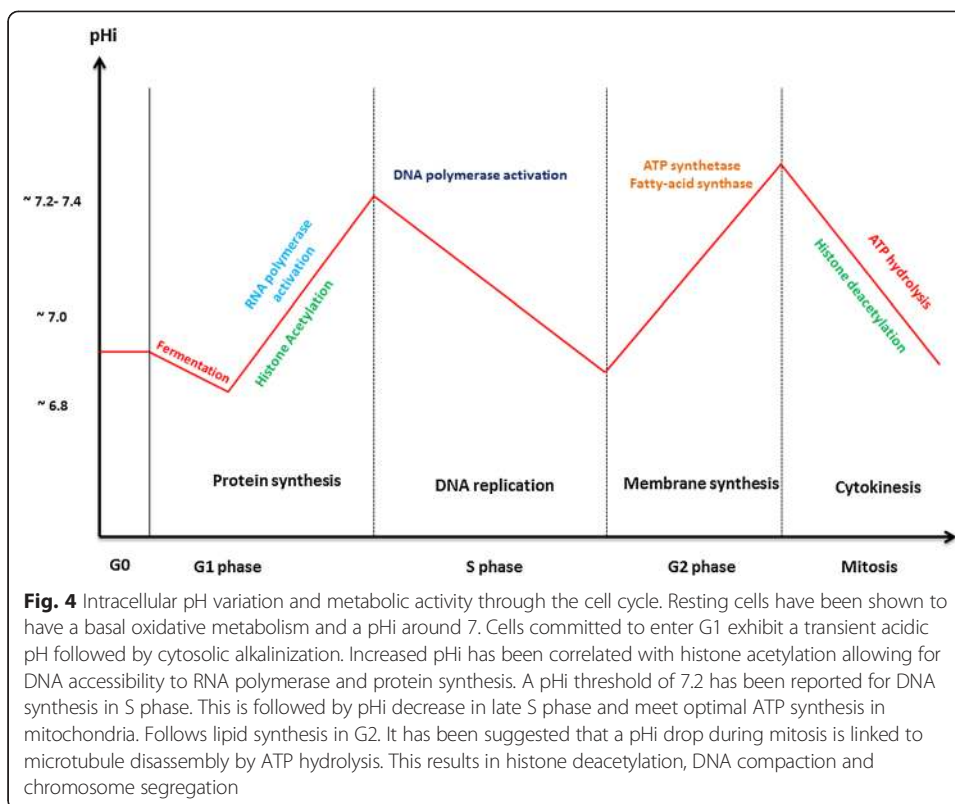 pHi
~ 7.2- 7.4
~ 7.0
~ 6.8
Fermentation
RNA polymerase
activation
Histone Acetylation
DNA polymerase activation
ATP synthetase
Fatty-acid synthase
ATP hydrolysis
Histone deacetylation
Protein synthesis
DNA replication
Membrane synthesis
Cytokinesis
G0
G1 phase
S phase
G2 phase
Mitosis
Fig. 4 Intracellular pH variation and metabolic activity through the cell cycle. Resting cells have been shown to
have a basal oxidative metabolism and a pHi around 7. Cells committed to enter G1 exhibit a transient acidic
pH followed by cytosolic alkalinization. Increased pHi has been correlated with histone acetylation allowing for
DNA accessibility to RNA polymerase and protein synthesis. A pHi threshold of 7.2 has been reported for DNA
synthesis in S phase. This is followed by pHi decrease in late S phase and meet optimal ATP synthesis in
mitochondria. Follows lipid synthesis in G2. It has been suggested that a pHi drop during mitosis is linked to
microtubule disassembly by ATP hydrolysis. This results in histone deacetylation, DNA compaction and
chromosome segregation